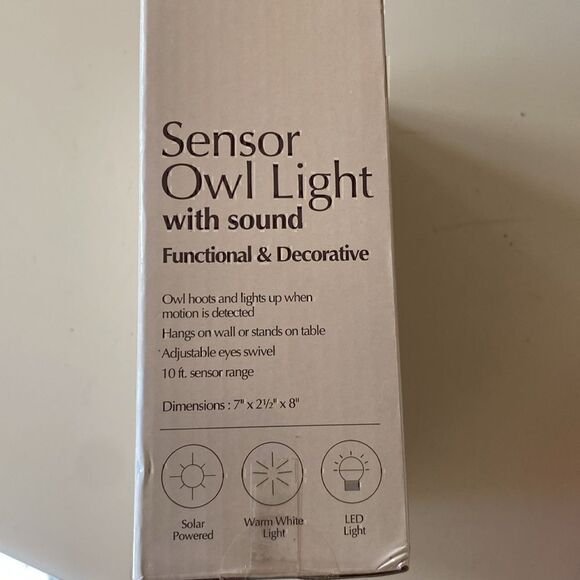 Sensor
Owl Light
with sound
Functional & Decorative
Owl hoots and lights up when
motion is detected
Hangs on wall or stands on table
Adjustable eyes swivel
10 ft. sensor range
Dimensions : 7" x 2½" x 8"
Solar
Powered
Warm White
Light
LED
Light